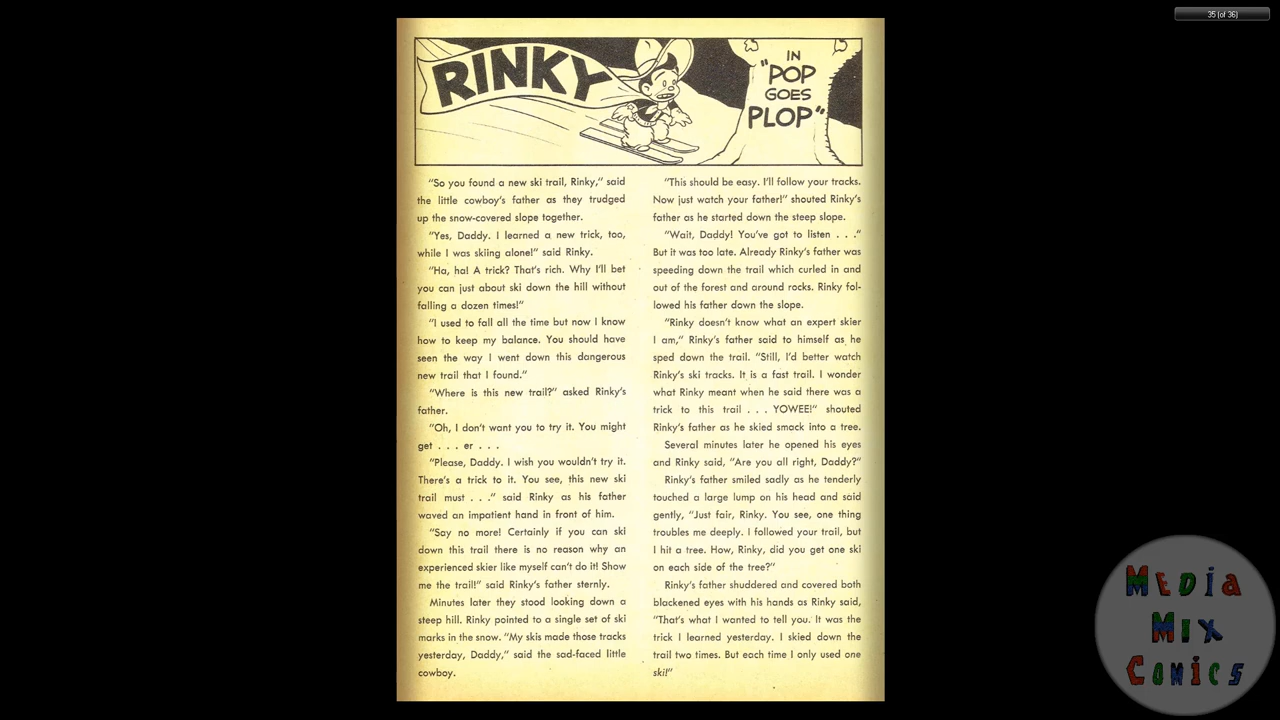 35 (of 36)
RINKY
IN
"POP
GOES
PLOP"
"So you found a new ski trail, Rinky," said
the little cowboy's father as they trudged
up the snow-covered slope together.
"Yes, Daddy. I learned a new trick, too,
while I was skiing alone!" said Rinky.
"Ha, ha! A trick? That's rich. Why I'll bet
you can just about ski down the hill without
falling a dozen times!"
"I used to fall all the time but now I know
how to keep my balance. You should have
seen the way I went down this dangerous
new trail that I found."
"Where is this new trail?" asked Rinky's
father.
"Oh, I don't want you to try it. You might
get . . . er . . .
"Please, Daddy. I wish you wouldn't try it.
There's a trick to it. You see, this new ski
trail must . . ." said Rinky as his father
waved an impatient hand in front of him.
"Say no more! Certainly if you can ski
down this trail there is no reason why an
experienced skier like myself can't do it! Show
me the trail!" said Rinky's father sternly.
Minutes later they stood looking down a
steep hill. Rinky pointed to a single set of ski
marks in the snow. "My skis made those tracks
yesterday, Daddy," said the sad-faced little
cowboy.
"This should be easy. I'll follow your tracks.
Now just watch your father!" shouted Rinky's
father as he started down the steep slope.
"Wait, Daddy! You've got to listen . . ."
But it was too late. Already Rinky's father was
speeding down the trail which curled in and
out of the forest and around rocks. Rinky fol-
lowed his father down the slope.
"Rinky doesn't know what an expert skier
I am," Rinky's father said to himself as he
sped down the trail. "Still, I'd better watch
Rinky's ski tracks. It is a fast trail. I wonder
what Rinky meant when he said there was a
trick to this trail . . . YOWEE!" shouted
Rinky's father as he skied smack into a tree.
Several minutes later he opened his eyes
and Rinky said, "Are you all right, Daddy?"
Rinky's father smiled sadly as he tenderly
touched a large lump on his head and said
gently, "Just fair, Rinky. You see, one thing
troubles me deeply. I followed your trail, but
I hit a tree. How, Rinky, did you get one ski
on each side of the tree?"
Rinky's father shuddered and covered both
blackened eyes with his hands as Rinky said,
"That's what I wanted to tell you. It was the
trick I learned yesterday. I skied down the
trail two times. But each time I only used one
ski!"
MEDiA
MiX
COMiCS